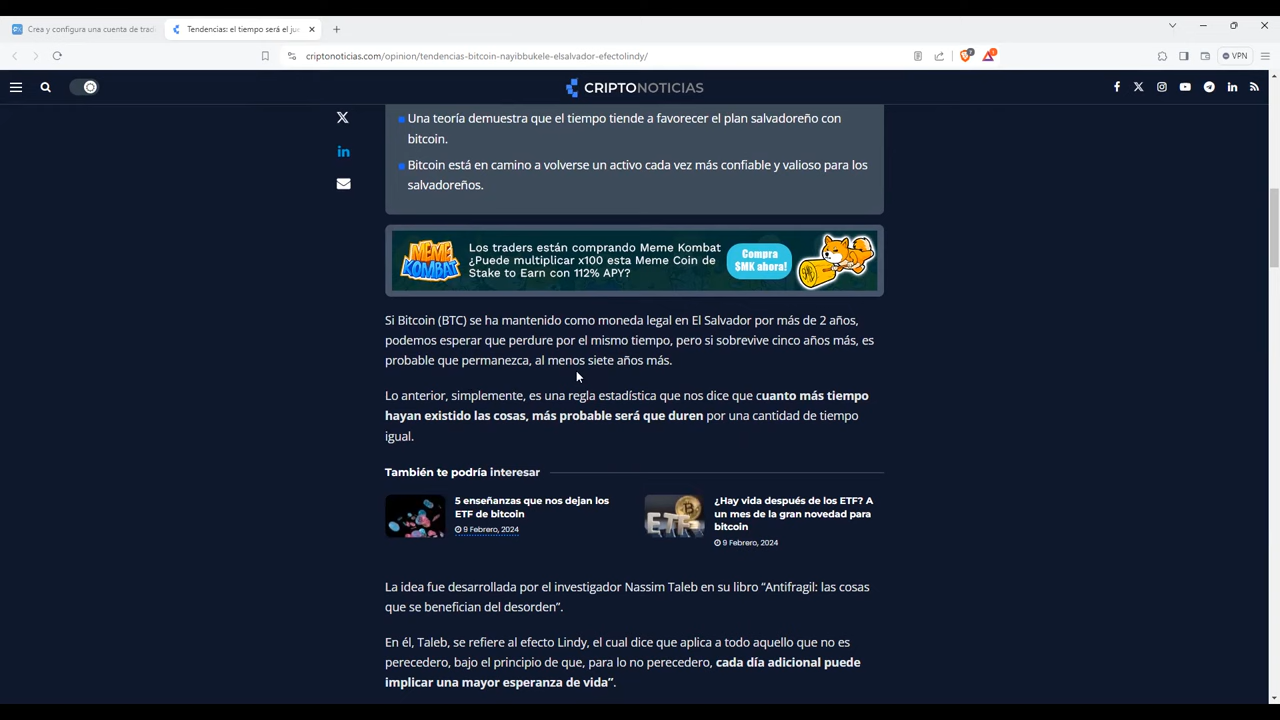 Crea y configura una cuenta de tradi
Tendencias: el tiempo será el jue
criptonoticias.com/opinion/tendencias-bitcoin-nayibbukele-elsalvador-efectolindy/
VPN
CRIPTONOTICIAS
Una teoría demuestra que el tiempo tiende a favorecer el plan salvadoreño con
bitcoin.
Bitcoin está en camino a volverse un activo cada vez más confiable y valioso para los
salvadoreños.
MEME
KOMBAT
Los traders están comprando Meme Kombat
¿Puede multiplicar x100 esta Meme Coin de
Stake to Earn con 112% APY?
Compra
$MK ahora!
Si Bitcoin (BTC) se ha mantenido como moneda legal en El Salvador por más de 2 años,
podemos esperar que perdure por el mismo tiempo, pero si sobrevive cinco años más, es
probable que permanezca, al menos siete años más.
Lo anterior, simplemente, es una regla estadística que nos dice que cuanto más tiempo
hayan existido las cosas, más probable será que duren por una cantidad de tiempo
igual.
También te podría interesar
5 enseñanzas que nos dejan los
ETF de bitcoin
9 Febrero, 2024
ETF
¿Hay vida después de los ETF? A
un mes de la gran novedad para
bitcoin
9 Febrero, 2024
La idea fue desarrollada por el investigador Nassim Taleb en su libro “Antifragil: las cosas
que se benefician del desorden”.
En él, Taleb, se refiere al efecto Lindy, el cual dice que aplica a todo aquello que no es
perecedero, bajo el principio de que, para lo no perecedero, cada día adicional puede
implicar una mayor esperanza de vida”.